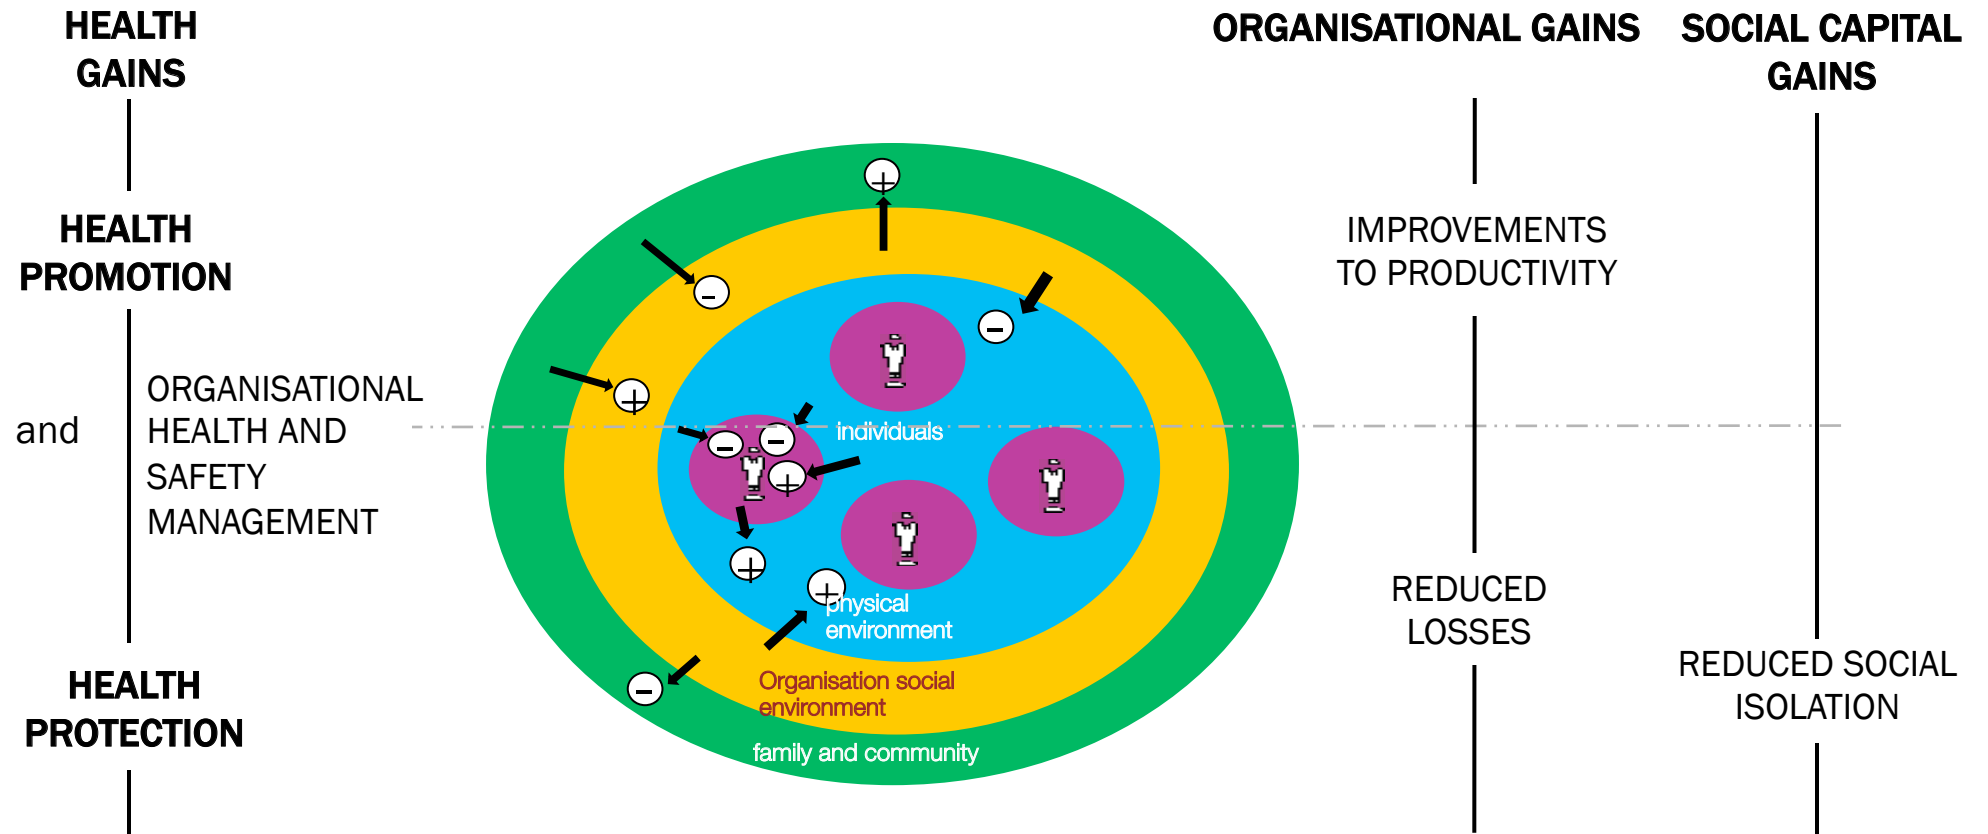 HEALTH
GAINS
HEALTH
PROMOTION
and
ORGANISATIONAL
HEALTH AND
SAFETY
MANAGEMENT
HEALTH
PROTECTION
+
-
-
+
-
-
+
+
+
-
individuals
physical
environment
Organisation social
environment
family and community
ORGANISATIONAL GAINS
IMPROVEMENTS
TO PRODUCTIVITY
REDUCED
LOSSES
SOCIAL CAPITAL
GAINS
REDUCED SOCIAL
ISOLATION